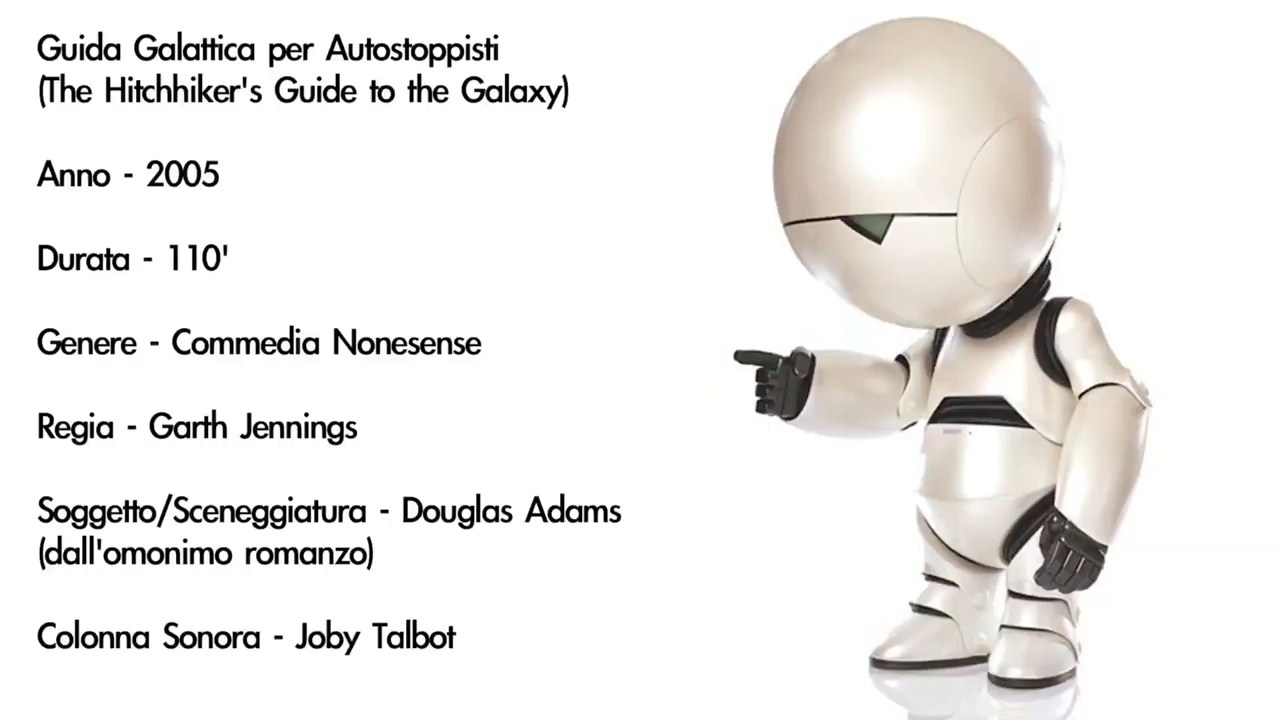 Guida Galattica per Autostoppisti
(The Hitchhiker's Guide to the Galaxy)
Anno - 2005
Durata - 110'
Genere - Commedia Nonesense
Regia - Garth Jennings
Soggetto/Sceneggiatura - Douglas Adams
(dall'omonimo romanzo)
Colonna Sonora - Joby Talbot